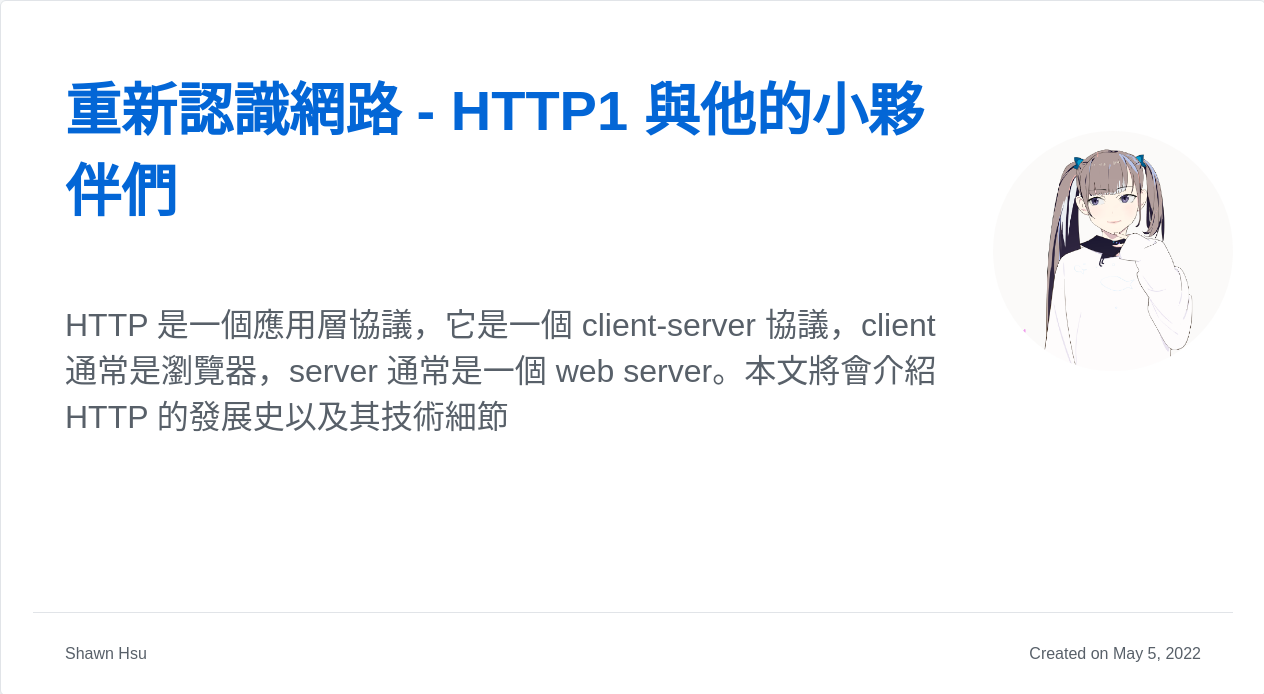 重新認識網路 - HTTP1 與他的小夥
伴們
HTTP 是一個應用層協議，它是一個 client-server 協議，client
通常是瀏覽器，server 通常是一個 web server。本文將會介紹
HTTP 的發展史以及其技術細節
Shawn Hsu
Created on May 5, 2022